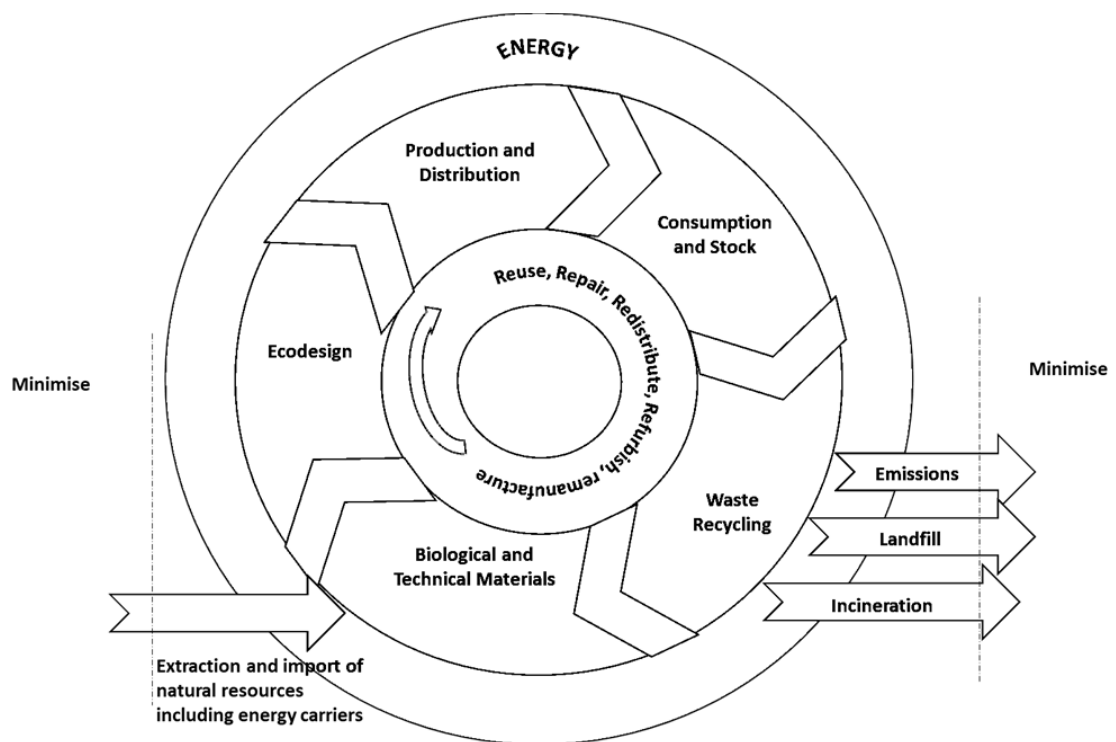 ENERGY
Production and
Distribution
Consumption
and Stock
Reuse, Repair, Redistribute, Refurbish, remanufacture
Ecodesign
Minimise
Minimise
Emissions
Waste
Recycling
Landfill
Biological and
Technical Materials
Incineration
Extraction and import of
natural resources
including energy carriers